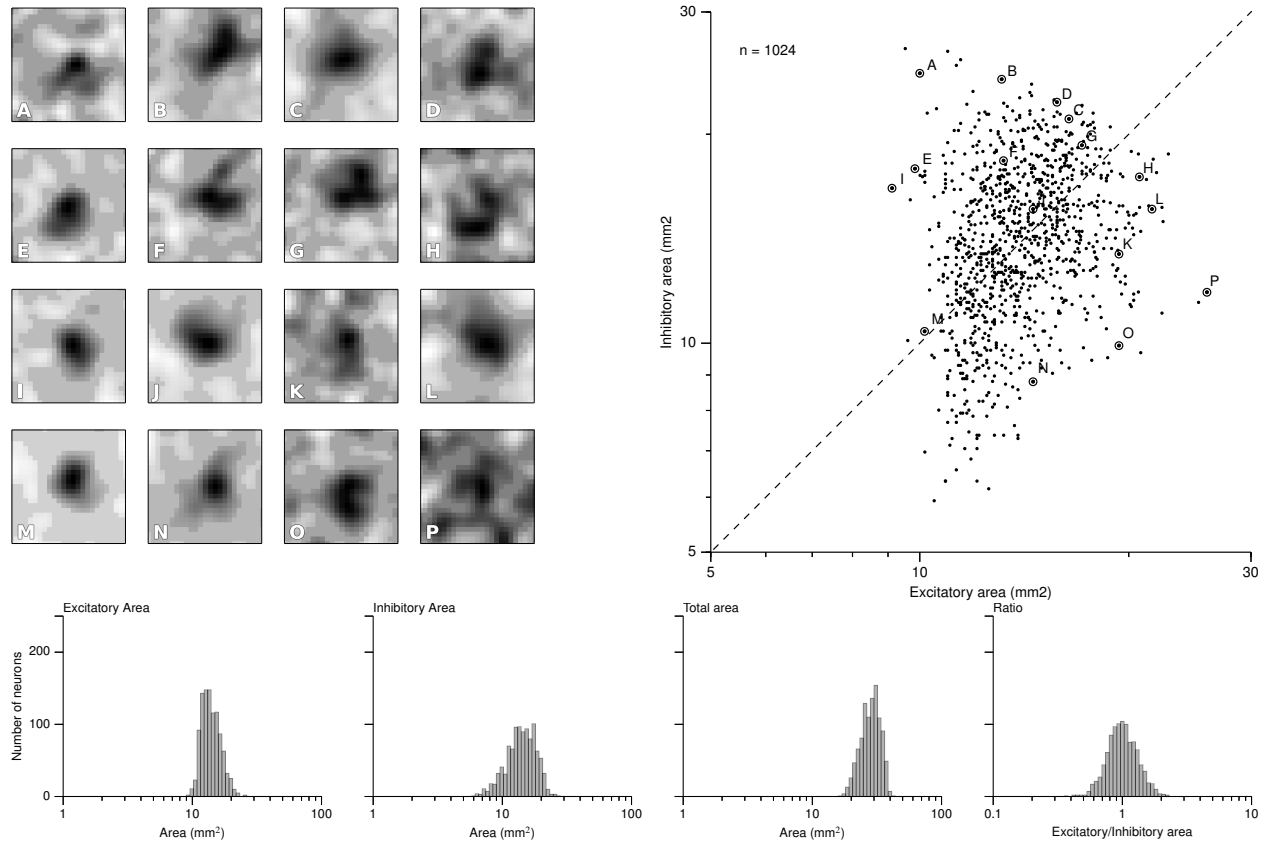 A
B
C
D
E
F
G
H
I
J
K
L
M
N
O
P
30
n = 1024
A
B
D
C
G
F
E
I
H
L
K
P
M
O
N
Inhibitory area (mm2)
10
5
5
10
30
Excitatory area (mm2)
Excitatory Area
Number of neurons
200
100
0
1
10
100
Area (mm²)
Inhibitory Area
1
10
100
Area (mm²)
Total area
1
10
100
Area (mm²)
Ratio
0.1
1
10
Excitatory/Inhibitory area